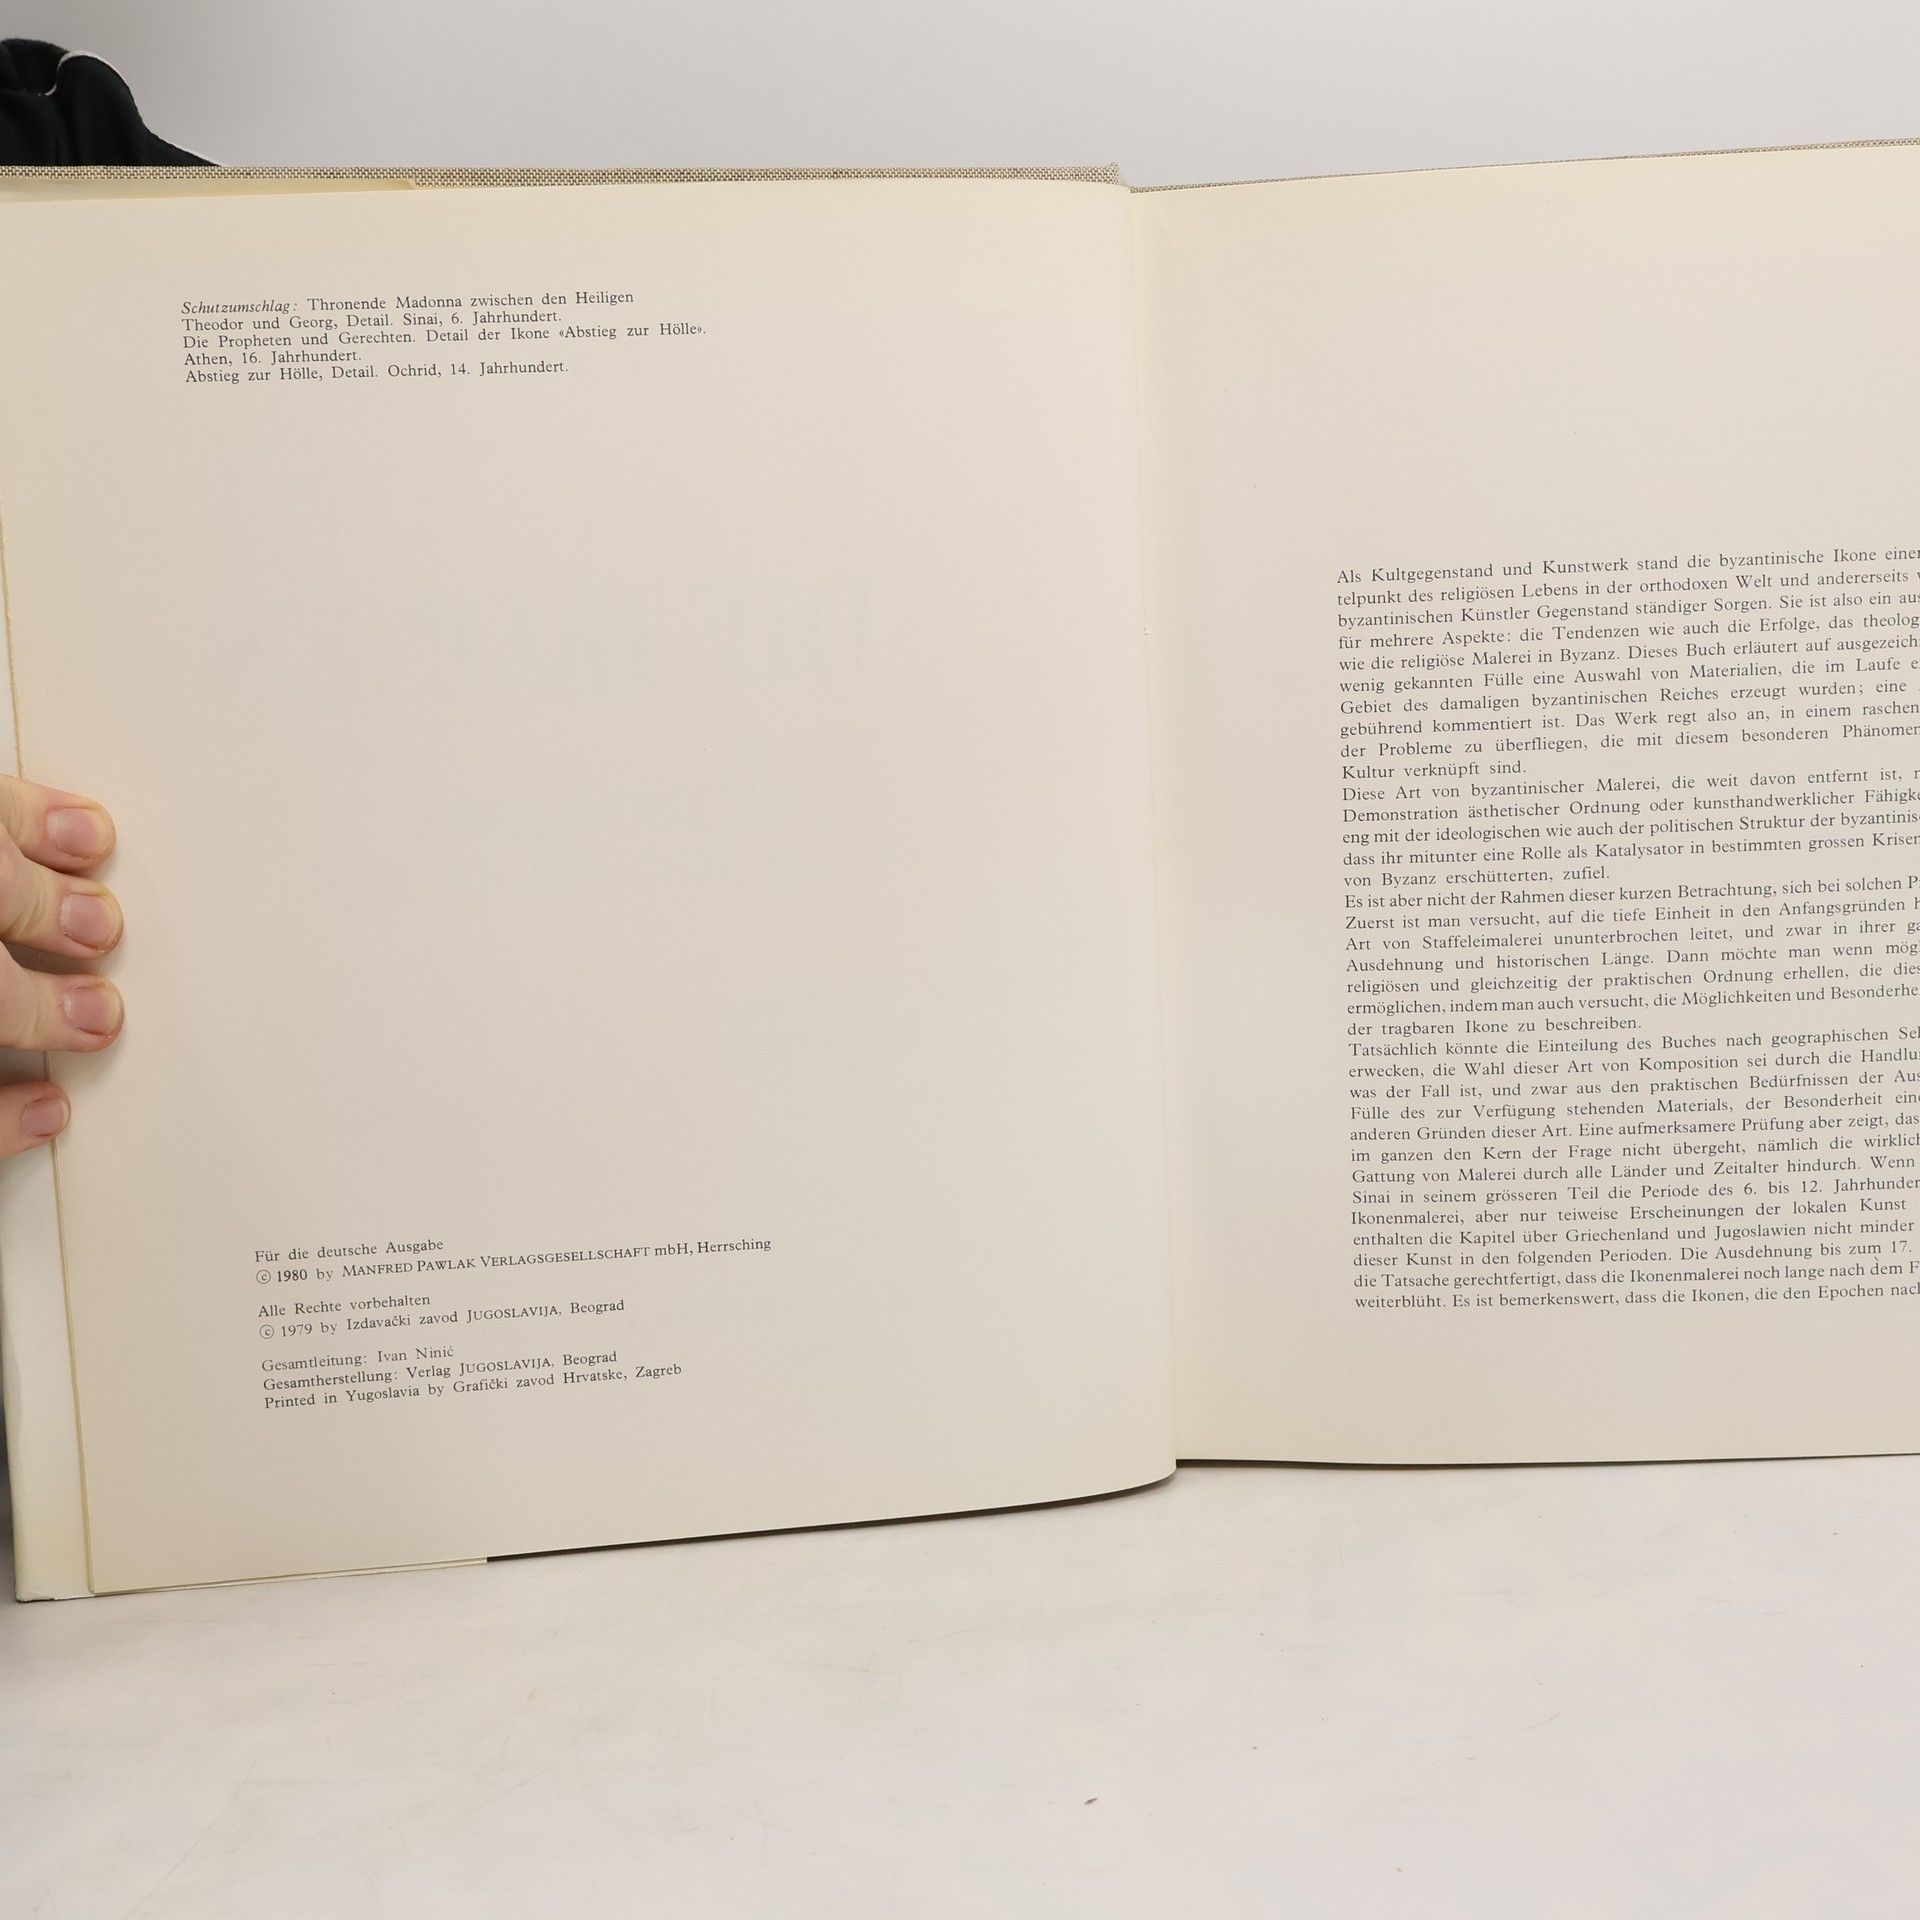 Schutzumschlag: Thronende Madonna zwischen den Heiligen
Theodor und Georg, Detail. Sinai, 6. Jahrhundert.
Die Propheten und Gerechten. Detail der Ikone «Abstieg zur Hölle».
Athen, 16. Jahrhundert.
Abstieg zur Hölle, Detail. Ochrid, 14. Jahrhundert.
Für die deutsche Ausgabe
© 1980 by MANFRED PAWLAK VERLAGSGESELLSCHAFT mbH, Herrsching
Alle Rechte vorbehalten
© 1979 by Izdavački zavod JUGOSLAVIJA, Beograd
Gesamtleitung: Ivan Ninić
Gesamtherstellung: Verlag JUGOSLAVIJA, Beograd
Printed in Yugoslavia by Grafički zavod Hrvatske, Zagreb
Als Kultgegenstand und Kunstwerk stand die byzantinische Ikone
telpunkt des religiösen Lebens in der orthodoxen Welt und andererseits
byzantinischen Künstler Gegenstand ständiger Sorgen. Sie ist also ein
für mehrere Aspekte: die Tendenzen wie auch die Erfolge, das
wie die religiöse Malerei in Byzanz. Dieses Buch erläutert auf
wenig gekannten Fülle eine Auswahl von Materialien, die im Laufe
Gebiet des damaligen byzantinischen Reiches erzeugt wurden; eine
gebührend kommentiert ist. Das Werk regt also an, in einem raschen
der Probleme zu überfliegen, die mit diesem besonderen Phänomen
Kultur verknüpft sind.
Diese Art von byzantinischer Malerei, die weit davon entfernt ist,
Demonstration ästhetischer Ordnung oder kunsthandwerklicher
eng mit der ideologischen wie auch der politischen Struktur der
dass ihr mitunter eine Rolle als Katalysator in bestimmten grossen Krisen
von Byzanz erschütterten, zufiel.
Es ist aber nicht der Rahmen dieser kurzen Betrachtung, sich bei solchen
Zuerst ist man versucht, auf die tiefe Einheit in den Anfangsgründen
Art von Staffeleimalerei ununterbrochen leitet, und zwar in ihrer
Ausdehnung und historischen Länge. Dann möchte man wenn
religiösen und gleichzeitig der praktischen Ordnung erhellen, die
ermöglichen, indem man auch versucht, die Möglichkeiten und
der tragbaren Ikone zu beschreiben.
Tatsächlich könnte die Einteilung des Buches nach geographischen
erwecken, die Wahl dieser Art von Komposition sei durch die
was der Fall ist, und zwar aus den praktischen Bedürfnissen der
Fülle des zur Verfügung stehenden Materials, der Besonderheit
anderen Gründen dieser Art. Eine aufmerksamere Prüfung aber zeigt,
im ganzen den Kern der Frage nicht übergeht, nämlich die
Gattung von Malerei durch alle Länder und Zeitalter hindurch. Wenn
Sinai in seinem grösseren Teil die Periode des 6. bis 12.
Ikonenmalerei, aber nur teiweise Erscheinungen der lokalen Kunst
enthalten die Kapitel über Griechenland und Jugoslawien nicht minder
dieser Kunst in den folgenden Perioden. Die Ausdehnung bis zum 17.
die Tatsache gerechtfertigt, dass die Ikonenmalerei noch lange nach dem
weiterblüht. Es ist bemerkenswert, dass die Ikonen, die den Epochen